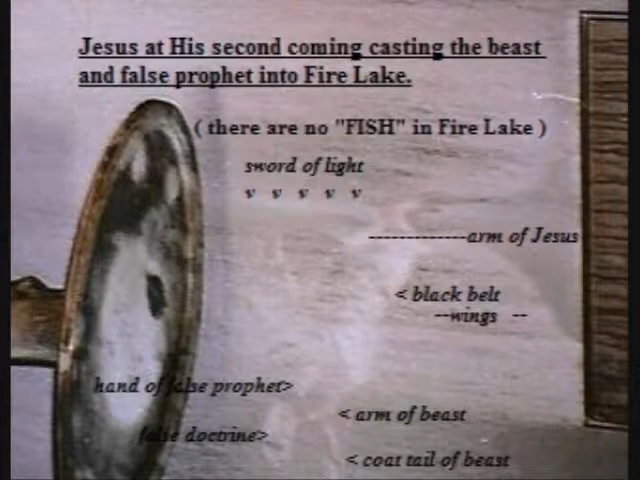 Jesus at His second coming casting the beast
and false prophet into Fire Lake.
( there are no "FISH" in Fire Lake )
sword of light
v v v v v
-------------arm of Jesus
< black belt
--wings --
hand of false prophet>
< arm of beast
false doctrine>
< coat tail of beast